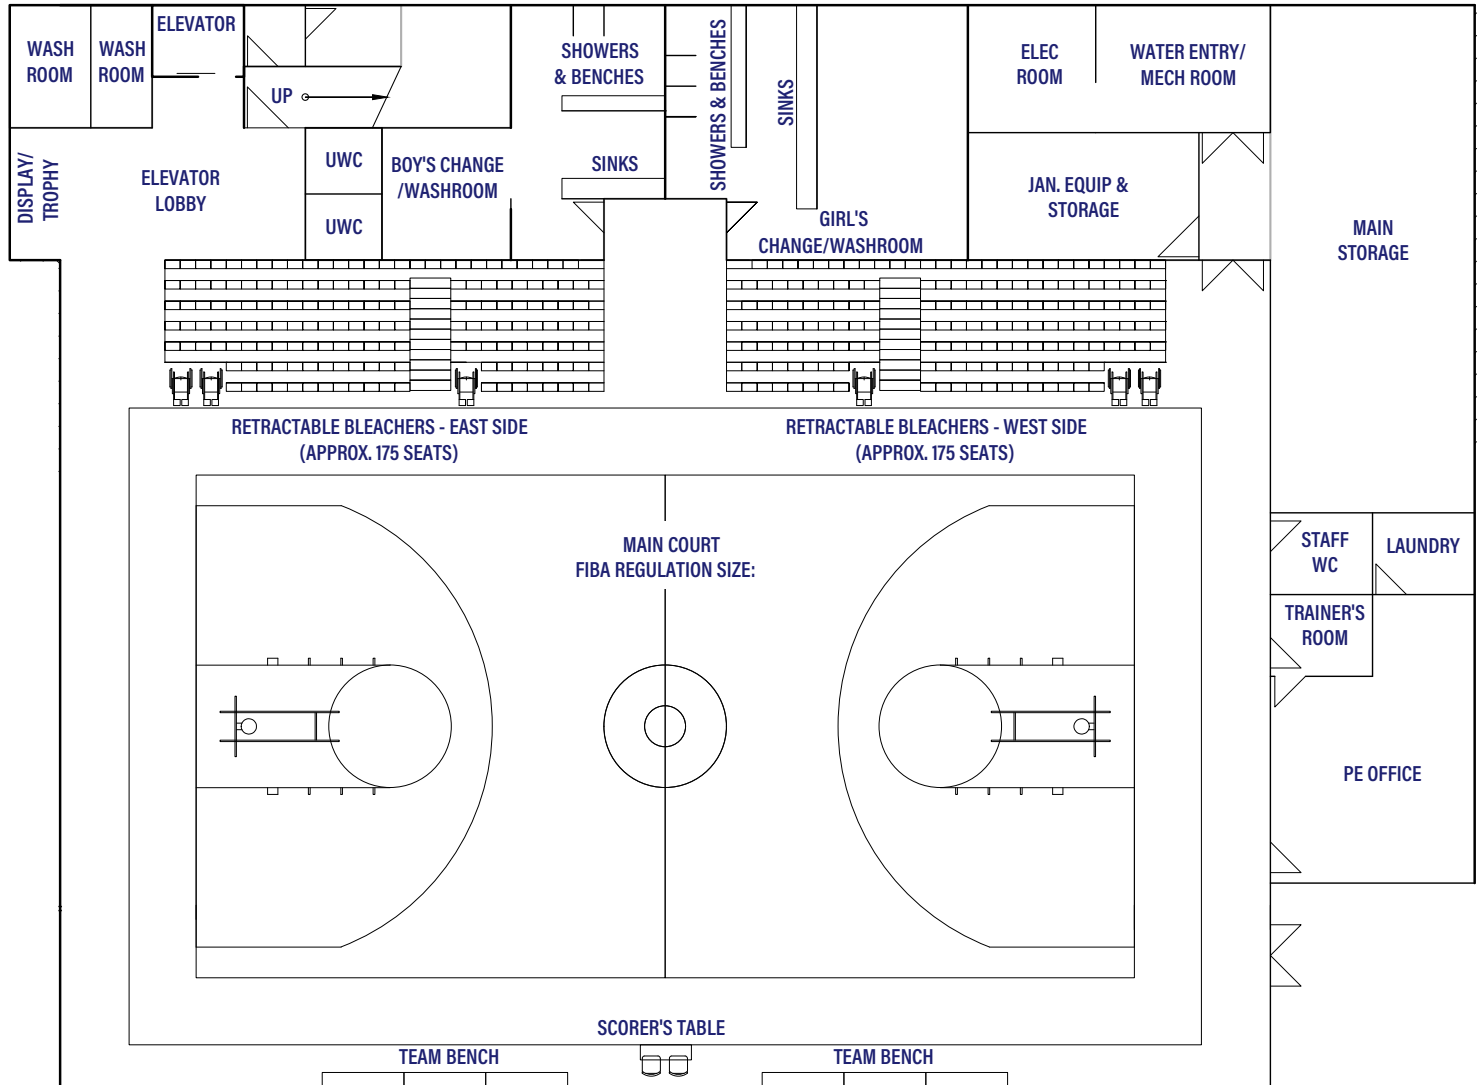 ELEVATOR
WASH
ROOM
WASH
ROOM
UP
SHOWERS
& BENCHES
SHOWERS & BENCHES
SINKS
ELEC
ROOM
WATER ENTRY/
MECH ROOM
DISPLAY/
TROPHY
ELEVATOR
LOBBY
UWC
UWC
BOY'S CHANGE
/WASHROOM
SINKS
GIRL'S
CHANGE/WASHROOM
JAN. EQUIP &
STORAGE
MAIN
STORAGE
RETRACTABLE BLEACHERS - EAST SIDE
(APPROX. 175 SEATS)
RETRACTABLE BLEACHERS - WEST SIDE
(APPROX. 175 SEATS)
MAIN COURT
FIBA REGULATION SIZE:
STAFF
WC
LAUNDRY
TRAINER'S
ROOM
PE OFFICE
SCORER'S TABLE
TEAM BENCH
TEAM BENCH